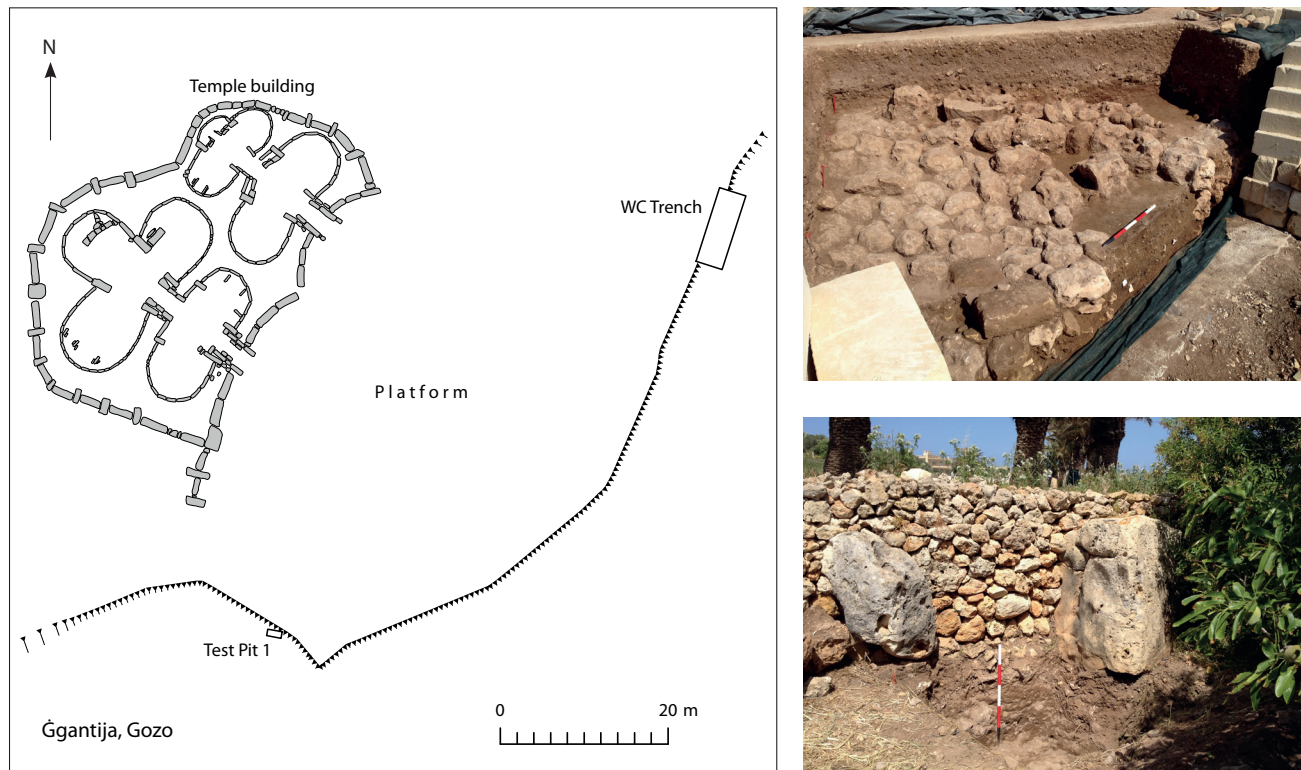 N
Temple building
WC Trench
Platform
Test Pit 1
Ġgantija, Gozo
0 20 m